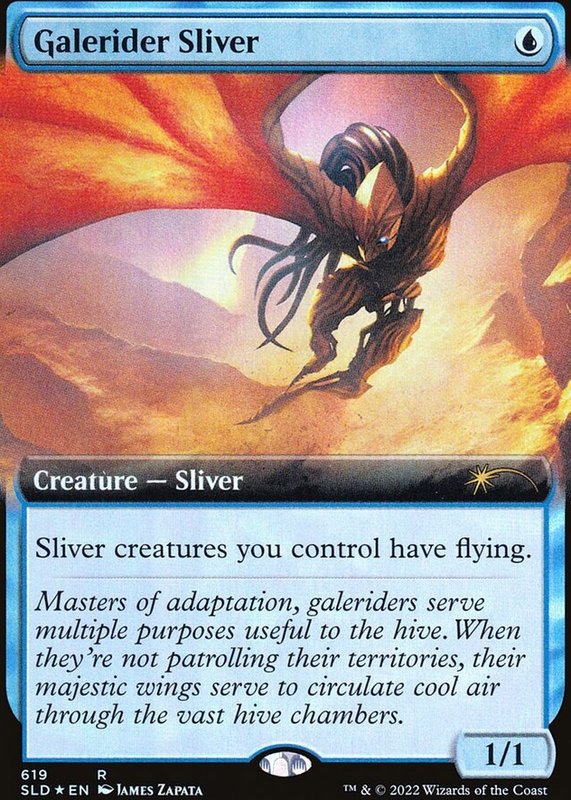 Galerider Sliver
Creature — Sliver
Sliver creatures you control have flying.
Masters of adaptation, galeriders serve
multiple purposes useful to the hive. When
they're not patrolling their territories, their
majestic wings serve to circulate cool air
through the vast hive chambers.
1/1
619 R
SLD ★ EN JAMES ZAPATA
™ & © 2022 Wizards of the Coast